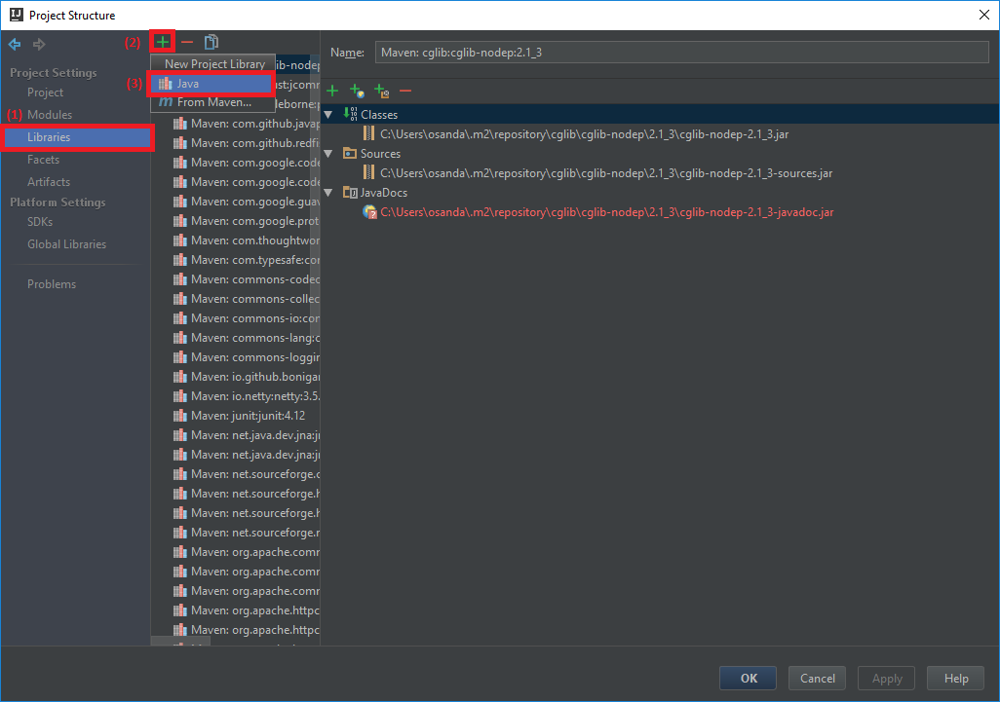 Project Structure
(2)
Name:
Maven: cglib:cglib-nodep:2.1_3
Project Settings
Project
(1) Modules
Libraries
Facets
Artifacts
Platform Settings
SDKs
Global Libraries
Problems
New Project Library
(3)
Java
From Maven...
lib-nodep
ust:jcomm
leborne:p
Maven: com.github.javap
Maven: com.github.redfi
Maven: com.google.code
Maven: com.google.code
Maven: com.google.guav
Maven: com.google.prot
Maven: com.thoughtwor
Maven: com.typesafe:con
Maven: commons-codec
Maven: commons-collec
Maven: commons-io:com
Maven: commons-lang:c
Maven: commons-loggin
Maven: io.github.bonigar
Maven: io.netty:netty:3.5.
Maven: junit:junit:4.12
Maven: net.java.dev.jna:jn
Maven: net.java.dev.jna:jn
Maven: net.sourceforge.c
Maven: net.sourceforge.h
Maven: net.sourceforge.h
Maven: net.sourceforge.n
Maven: org.apache.comm
Maven: org.apache.comm
Maven: org.apache.comm
Maven: org.apache.httpc
Maven: org.apache.httpc
Classes
C:\Users\osanda\.m2\repository\cglib\cglib-nodep\2.1_3\cglib-nodep-2.1_3.jar
Sources
C:\Users\osanda\.m2\repository\cglib\cglib-nodep\2.1_3\cglib-nodep-2.1_3-sources.jar
JavaDocs
C:\Users\osanda\.m2\repository\cglib\cglib-nodep\2.1_3\cglib-nodep-2.1_3-javadoc.jar
OK
Cancel
Apply
Help